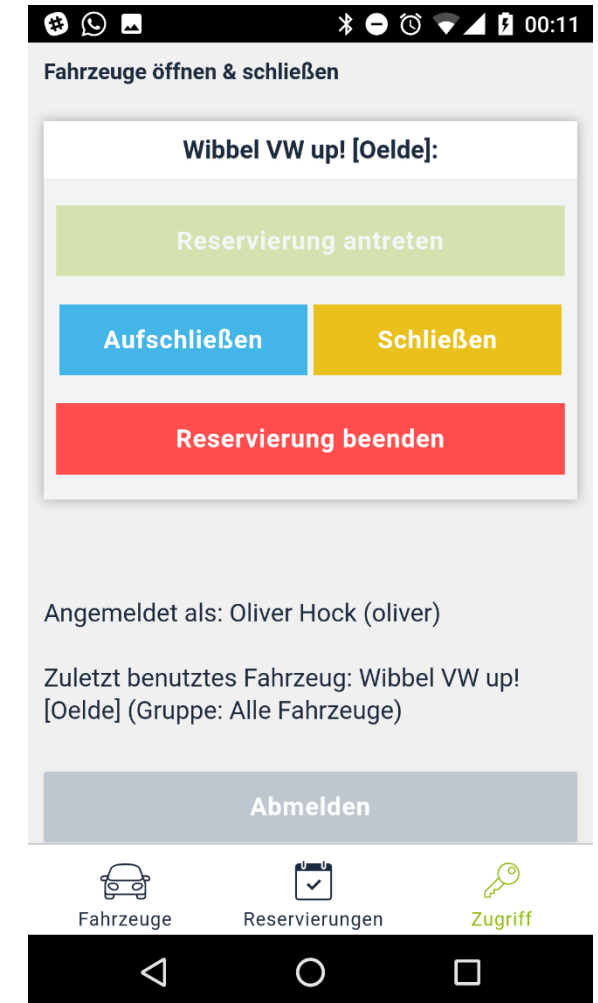 00:11
Fahrzeuge öffnen & schließen
Wibbel VW up! [Oelde]:
Reservierung antreten
Aufschließen Schließen
Reservierung beenden
Angemeldet als: Oliver Hock (oliver)
Zuletzt benutztes Fahrzeug: Wibbel VW up!
[Oelde] (Gruppe: Alle Fahrzeuge)
Abmelden
Fahrzeuge Reservierungen Zugriff